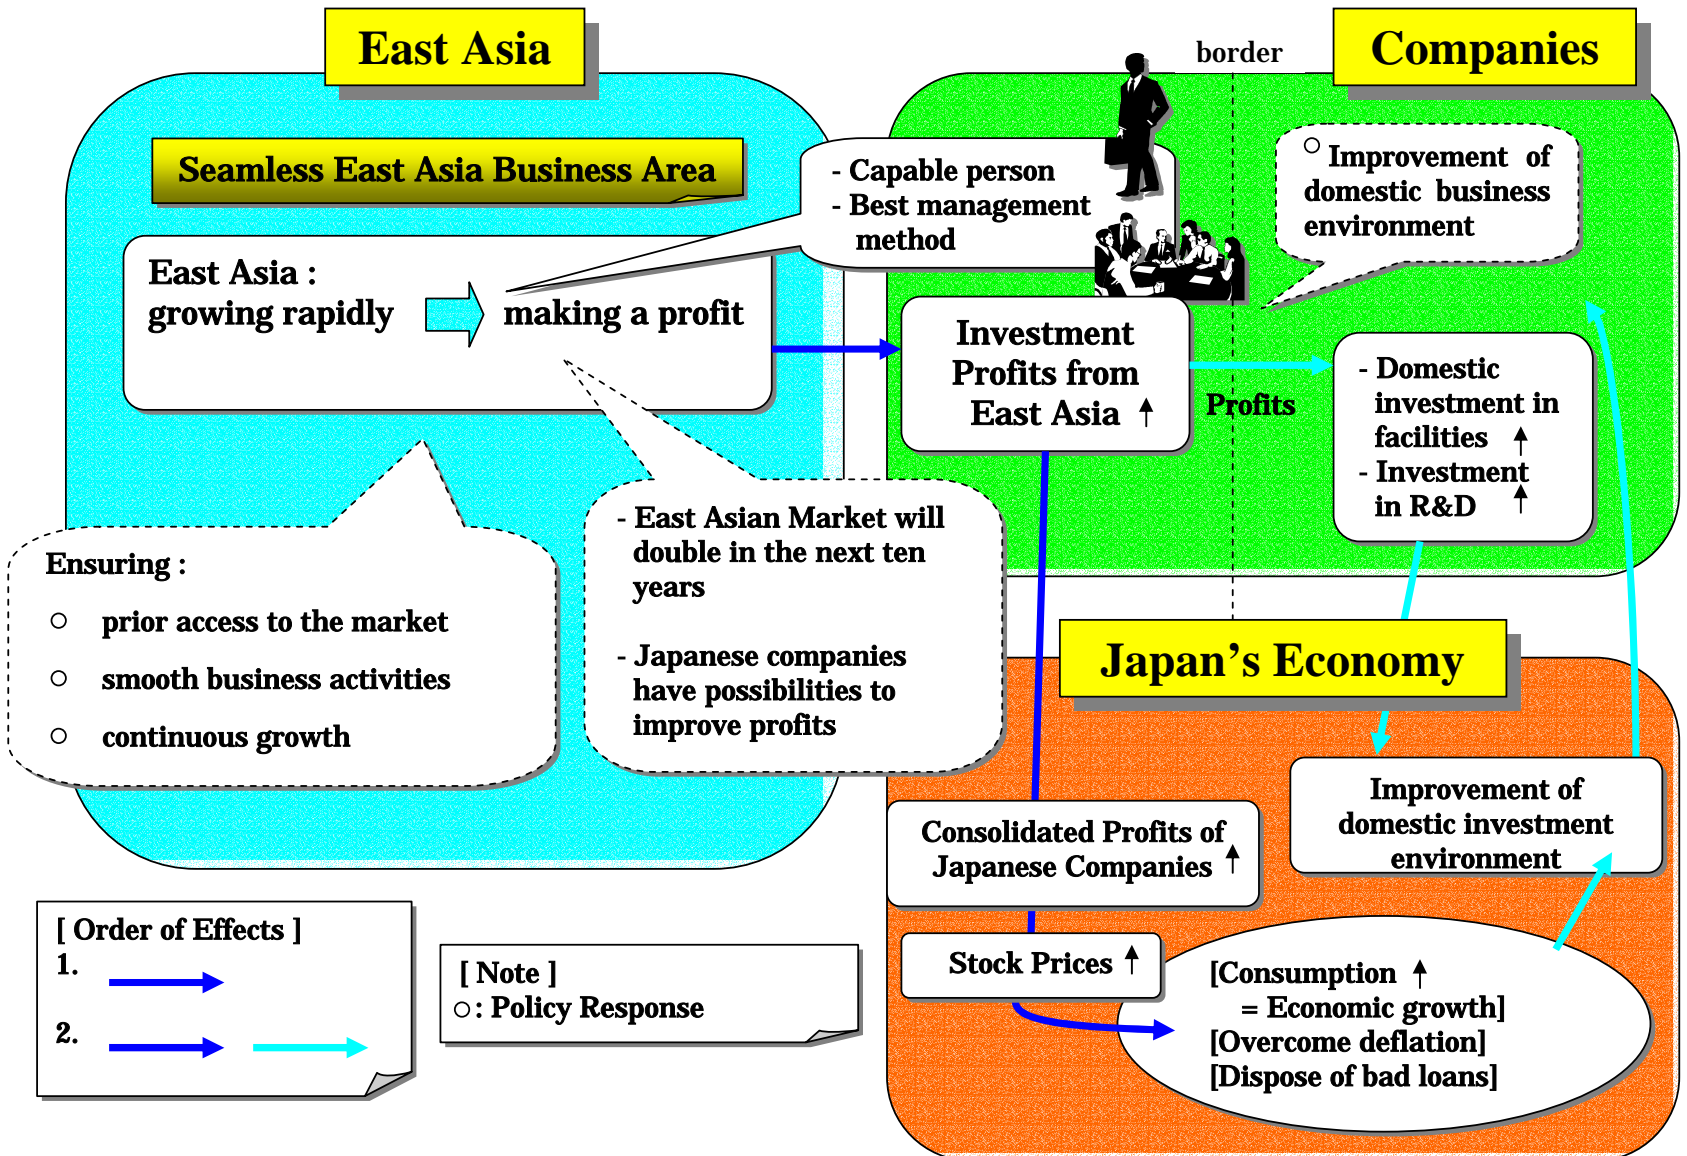 East Asia
border
Companies
Seamless East Asia Business Area
East Asia :
growing rapidly
making a profit
- Capable person
- Best management
method
○ Improvement of
domestic business
environment
Investment
Profits from
East Asia ↑
Profits
- Domestic
investment in
facilities ↑
- Investment
in R&D ↑
Ensuring :
○ prior access to the market
○ smooth business activities
○ continuous growth
- East Asian Market will
double in the next ten
years
- Japanese companies
have possibilities to
improve profits
Japan's Economy
Improvement of
domestic investment
environment
Consolidated Profits of
Japanese Companies ↑
Stock Prices ↑
[Consumption ↑
= Economic growth]
[Overcome deflation]
[Dispose of bad loans]
[ Order of Effects ]
1.
2.
[ Note ]
○: Policy Response